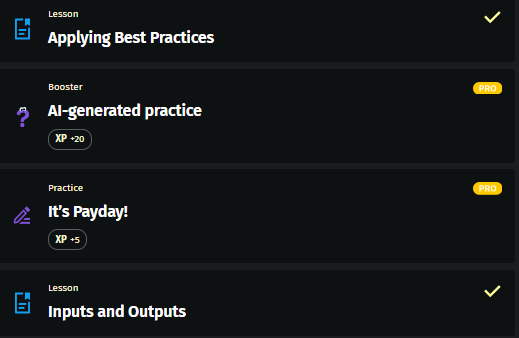 Lesson
Applying Best Practices
Booster
PRO
AI-generated practice
XP +20
Practice
PRO
It's Payday!
XP +5
Lesson
Inputs and Outputs